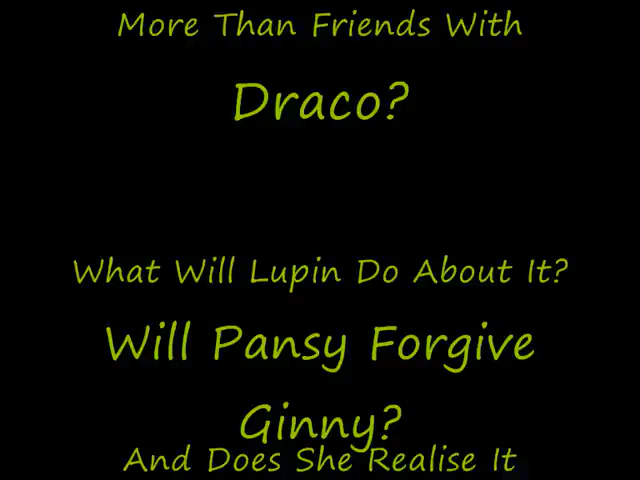 More Than Friends With
Draco?
What Will Lupin Do About It?
Will Pansy Forgive
Ginny?
And Does She Realise It